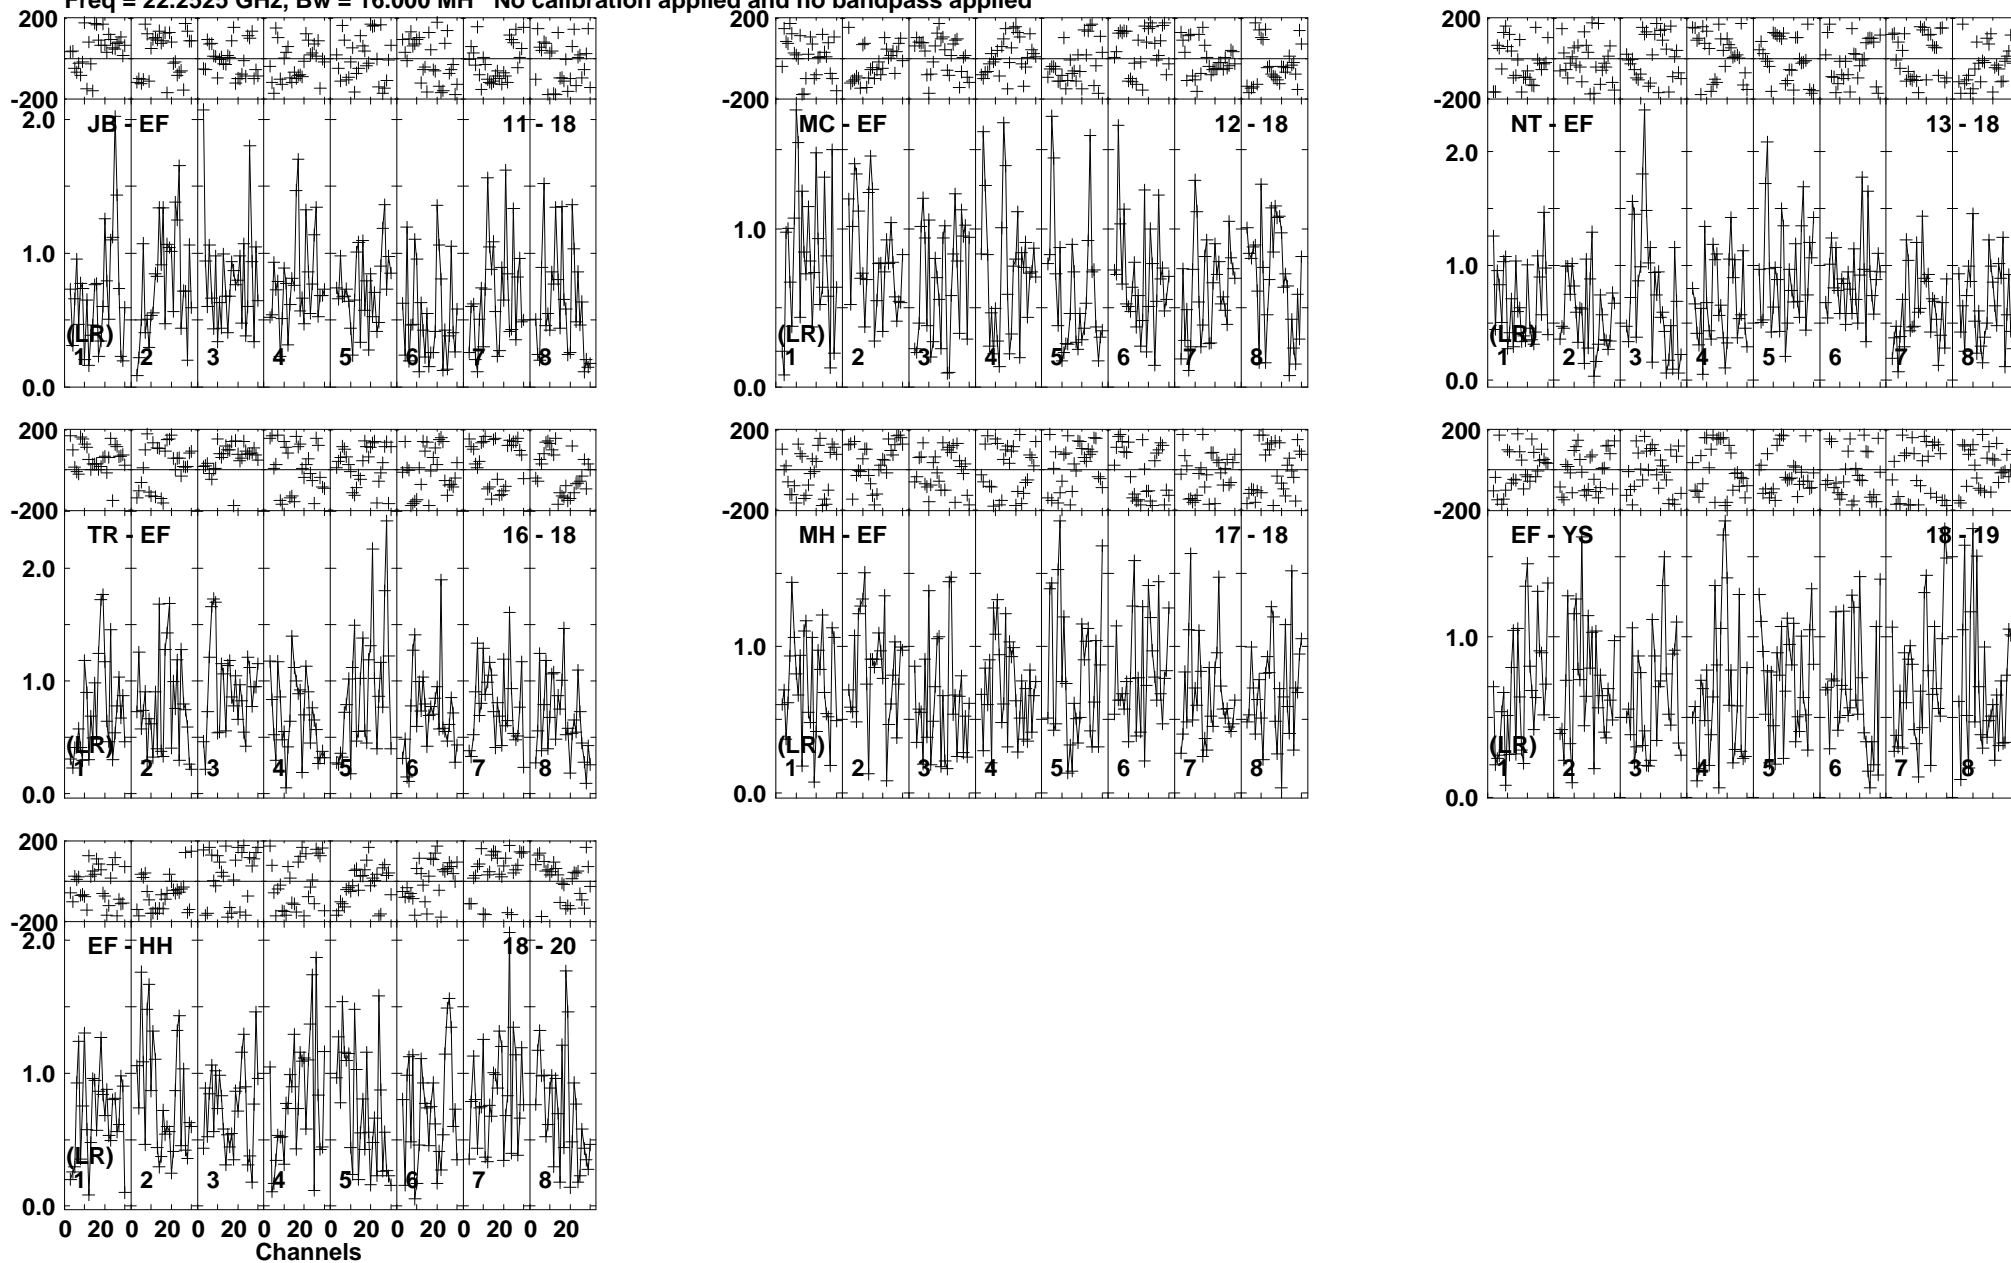 Freq = 22.2525 GHz, Bw = 16.000 MH No calibration applied and no bandpass applied
200
-200
2.0
1.0
0.0
JB - EF
11 - 18
(LR)
1 2 3 4 5 6 7 8
200
-200
1.0
0.0
MC - EF
12 - 18
(LR)
1 2 3 4 5 6 7 8
200
-200
2.0
1.0
0.0
NT - EF
13 - 18
(LR)
1 2 3 4 5 6 7 8
200
-200
2.0
1.0
0.0
TR - EF
16 - 18
(LR)
1 2 3 4 5 6 7 8
200
-200
1.0
0.0
MH - EF
17 - 18
(LR)
1 2 3 4 5 6 7 8
200
-200
1.0
0.0
EF - YS
18 - 19
(LR)
1 2 3 4 5 6 7 8
200
-200
2.0
1.0
0.0
EF - HH
18 - 20
(LR)
1 2 3 4 5 6 7 8
0 20 0 20 0 20 0 20 0 20 0 20 0 20 0 20
Channels